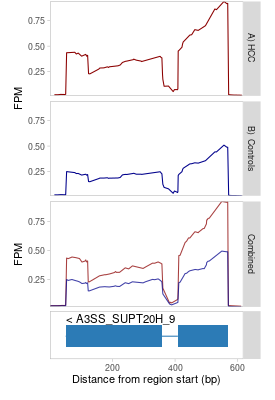 0.75
0.50
0.25
A) HCC
FPM
0.75
0.50
0.25
B) Controls
0.75
0.50
0.25
FPM
Combined
< A3SS_SUPT20H_9
200
400
600
Distance from region start (bp)